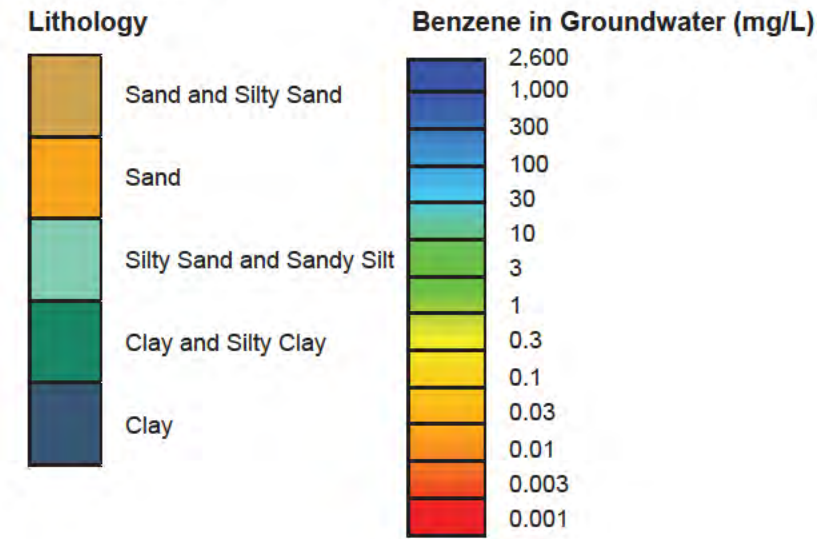 Lithology
Sand and Silty Sand
Sand
Silty Sand and Sandy Silt
Clay and Silty Clay
Clay
Benzene in Groundwater (mg/L)
2,600
1,000
300
100
30
10
3
1
0.3
0.1
0.03
0.01
0.003
0.001